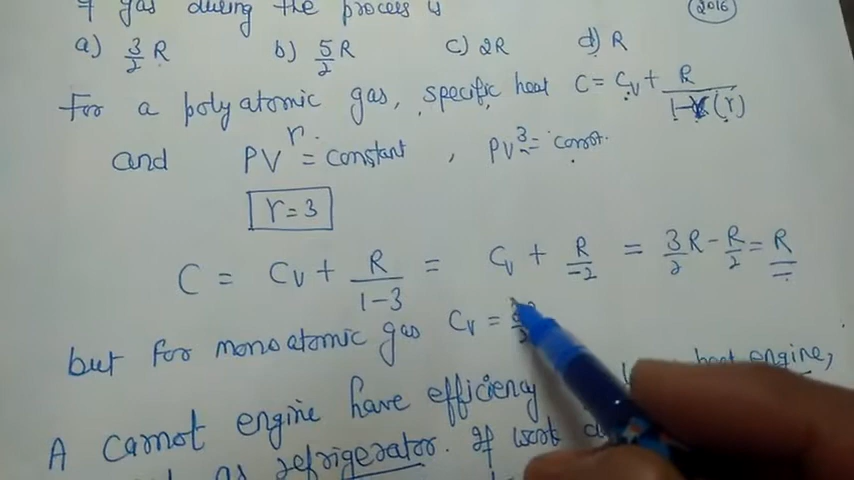 of gas during the process is
2016
a) 3/2 R b) 5/2 R c) 2R d) R
For a polyatomic gas, specific heat C = Cv + R/1-(r)
and PV^r = constant, PV^3 = const.
r = 3
C = Cv + R/1-3 = Cv + R/-2 = 3/2 R - R/2 = R
but for monoatomic gas Cv =
A carnot engine have efficiency heat engine,
as refrigerator. If work